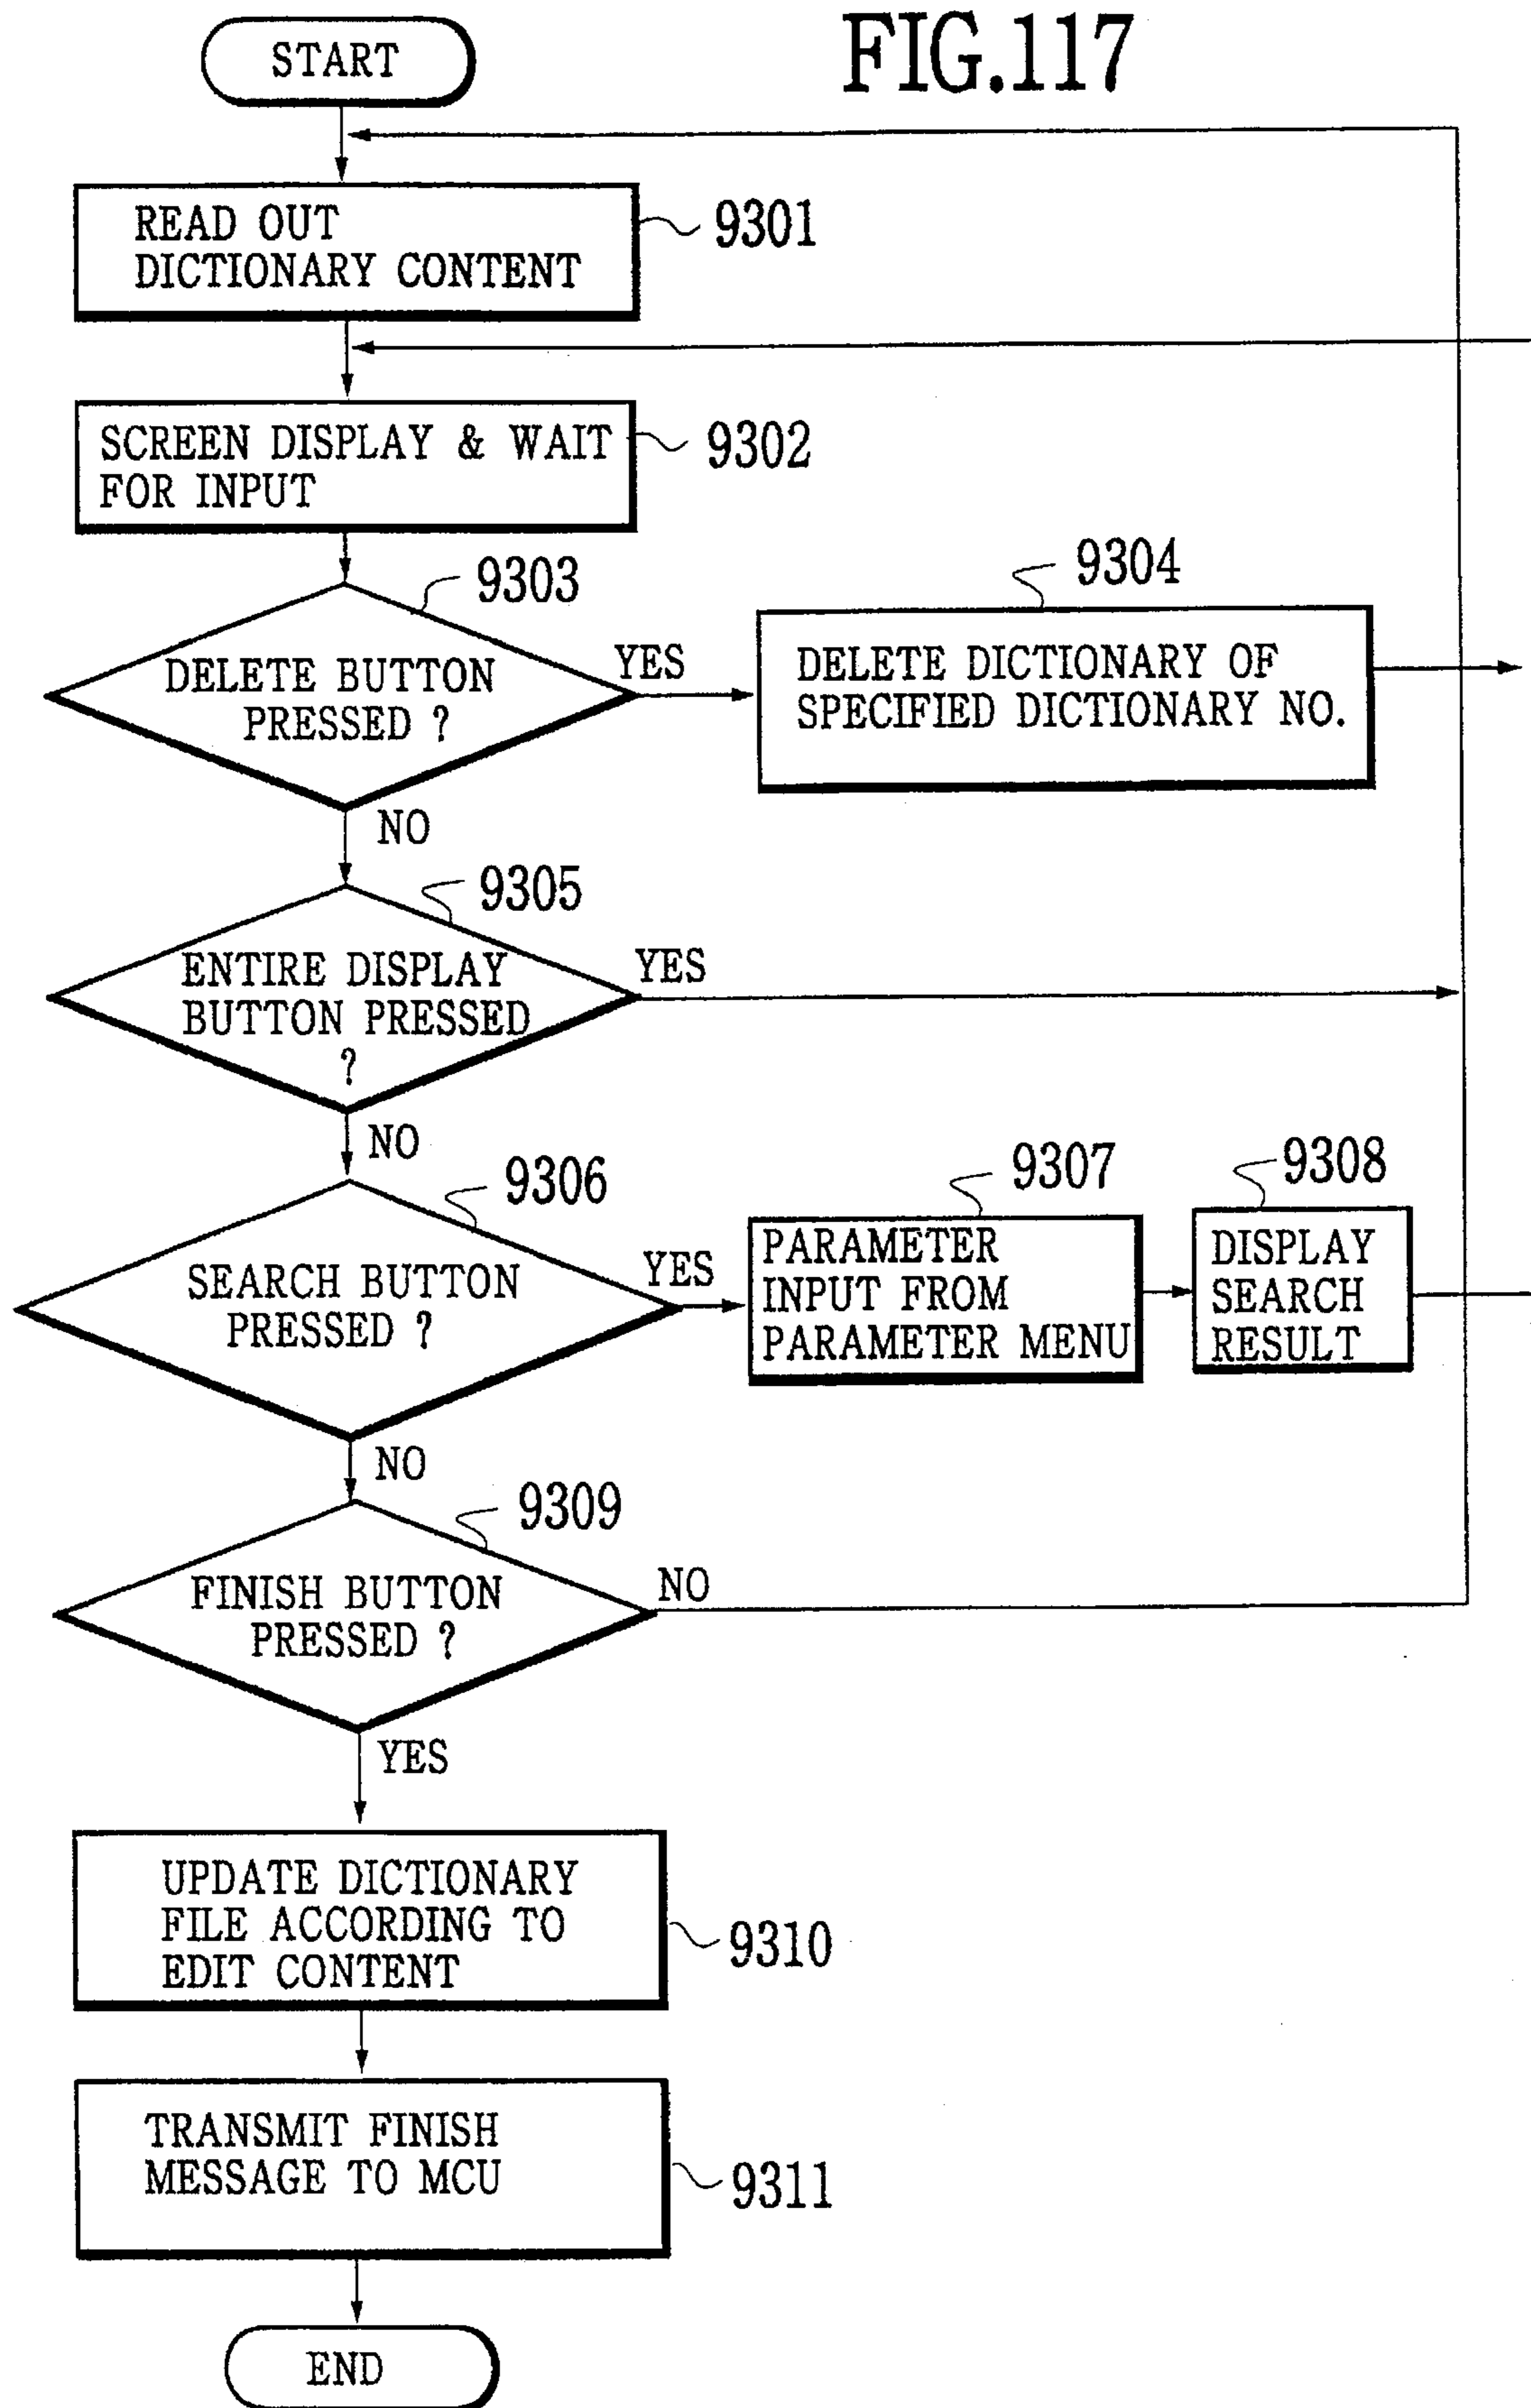 FIG.117
START
READ OUT
DICTIONARY CONTENT
9301
SCREEN DISPLAY & WAIT
FOR INPUT
9302
9303
DELETE BUTTON
PRESSED ?
YES
NO
9304
DELETE DICTIONARY OF
SPECIFIED DICTIONARY NO.
9305
ENTIRE DISPLAY
BUTTON PRESSED
?
YES
NO
9306
SEARCH BUTTON
PRESSED ?
YES
NO
9307
PARAMETER
INPUT FROM
PARAMETER MENU
9308
DISPLAY
SEARCH
RESULT
9309
FINISH BUTTON
PRESSED ?
NO
YES
UPDATE DICTIONARY
FILE ACCORDING TO
EDIT CONTENT
9310
TRANSMIT FINISH
MESSAGE TO MCU
9311
END